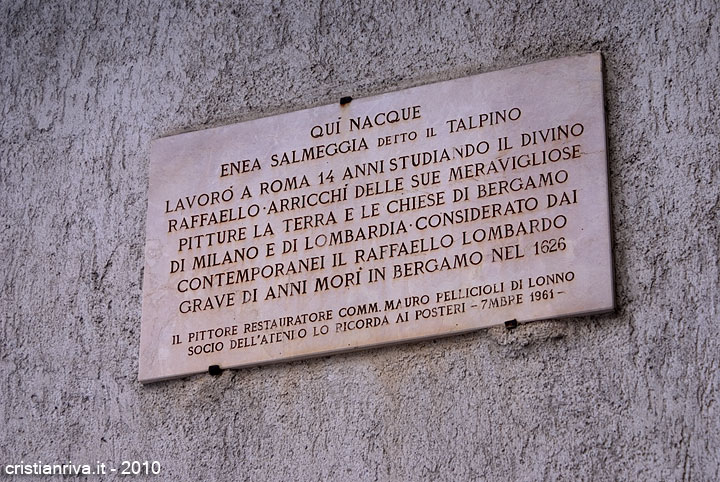 QUI NACQUE
ENEA SALMEGGIA DETTO IL TALPINO
LAVORO' A ROMA 14 ANNI STUDIANDO IL DIVINO
RAFFAELLO·ARRICCHÍ DELLE SUE MERAVIGLIOSE
PITTURE LA TERRA E LE CHIESE DI BERGAMO
DI MILANO E DI LOMBARDIA·CONSIDERATO DAI
CONTEMPORANEI IL RAFFAELLO LOMBARDO
GRAVE DI ANNI MORÍ IN BERGAMO NEL 1626
IL PITTORE RESTAURATORE COMM. MAURO PELLICIOLI DI LONNO
SOCIO DELL'ATENEO LO RICORDA AI POSTERI - 7MBRE 1961 -
cristianriva.it - 2010